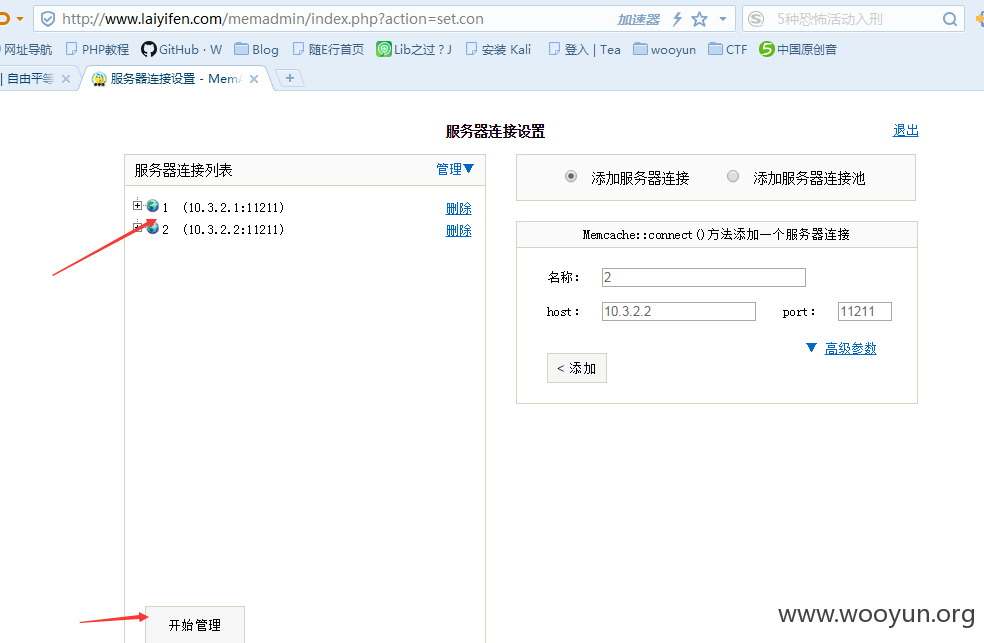 http://www.laiyifen.com/memadmin/index.php?action=set.con 加速器 5种恐怖活动入刑
网址导航 PHP教程 GitHub · W Blog 随E行首页 Lib之过？J 安装 Kali 登入 | Tea wooyun CTF 中国原创音
| 自由平等 服务器连接设置 - MemA
服务器连接设置 退出
服务器连接列表 管理▼
1 (10.3.2.1:11211) 删除
2 (10.3.2.2:11211) 删除
添加服务器连接 添加服务器连接池
Memcache::connect()方法添加一个服务器连接
名称： 2
host： 10.3.2.2 port： 11211
▼ 高级参数
< 添加
开始管理
www.wooyun.org